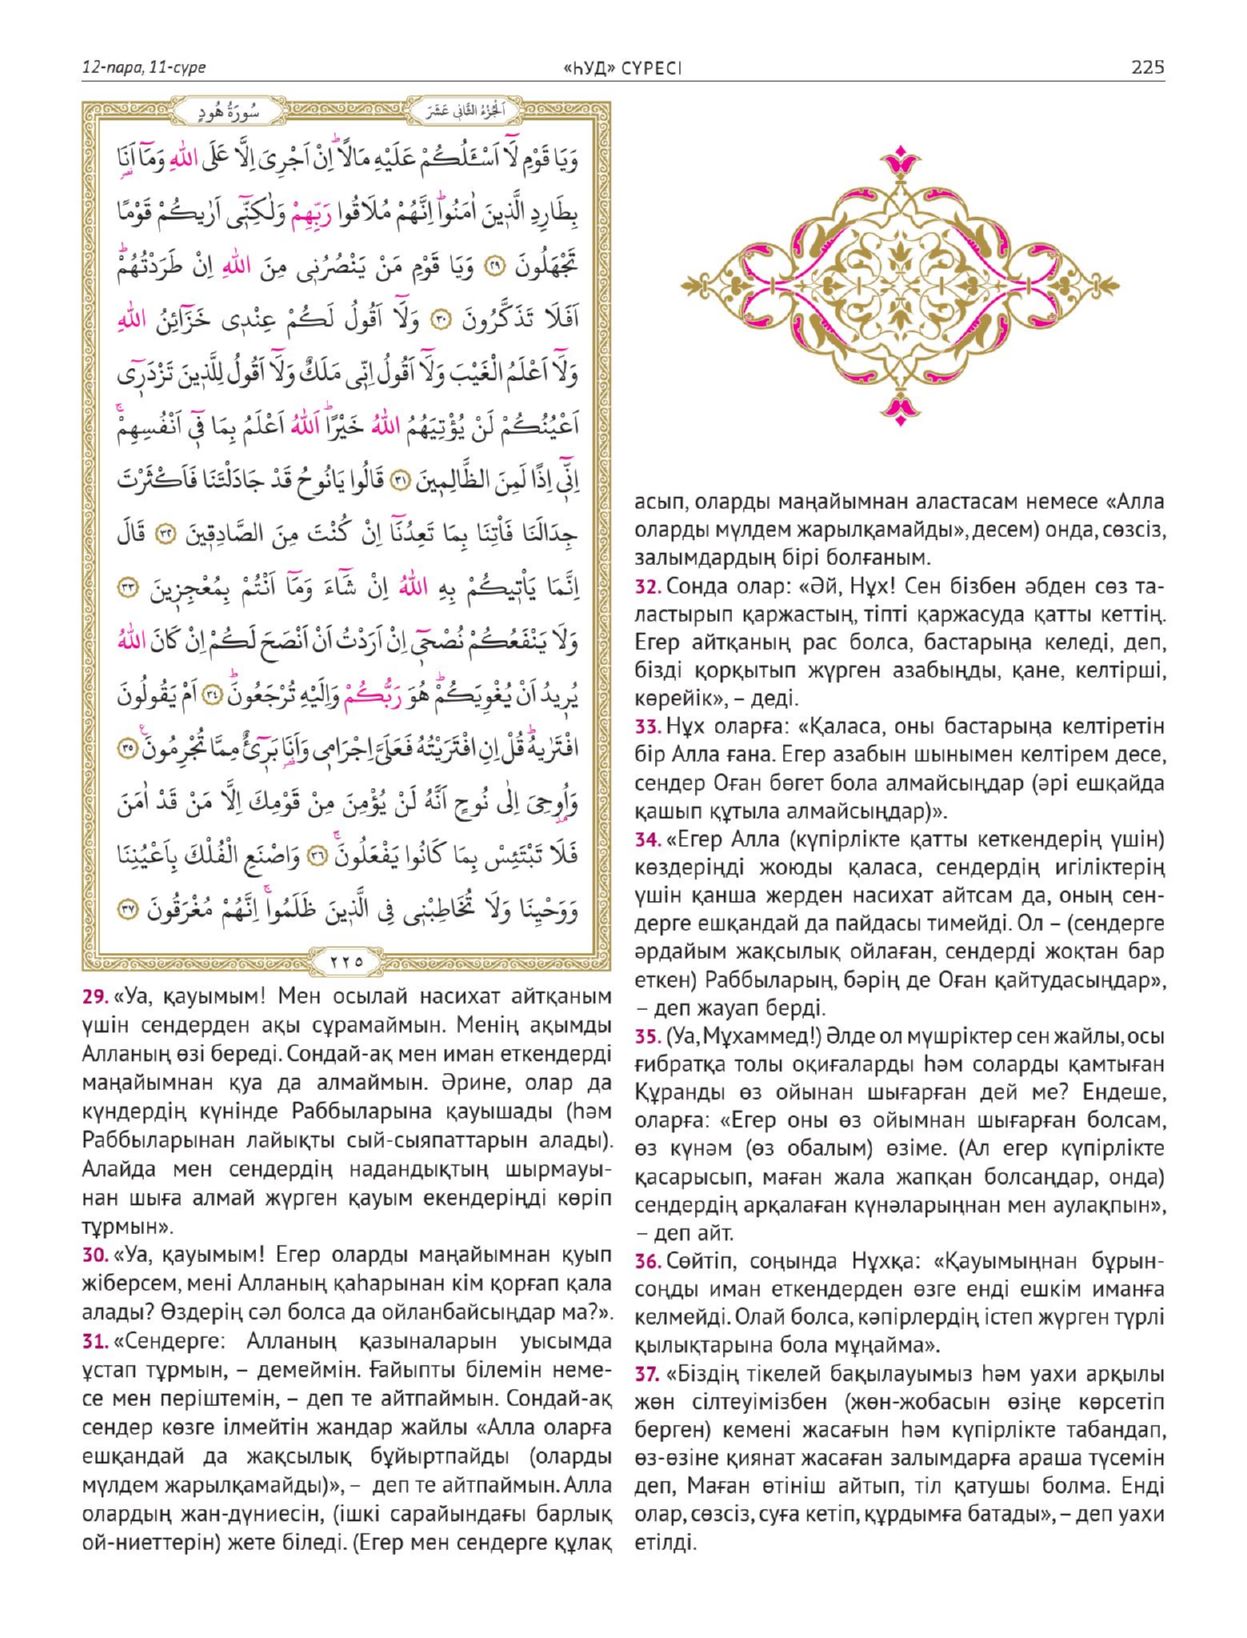 12-пара, 11-сүре
«ҺУД» СҮРЕСІ
225
سُورَةُ هُودٍ
اَلْجُزْءُ الثَّانِي عَشَرَ
وَيَا قَوْمِ لَٓا اَسْـَٔلُكُمْ عَلَيْهِ مَالًاۜ اِنْ اَجْرِيَ اِلَّا عَلَى اللّٰهِ وَمَٓا اَنَا۬
بِطَارِدِ الَّذ۪ينَ اٰمَنُواۜ اِنَّهُمْ مُلَاقُوا رَبِّهِمْ وَلٰكِنّ۪ٓي اَرٰيكُمْ قَوْمًا
تَجْهَلُونَ ﴿٢٩﴾ وَيَا قَوْمِ مَنْ يَنْصُرُن۪ي مِنَ اللّٰهِ اِنْ طَرَدْتُهُمْۜ
اَفَلَا تَذَكَّرُونَ ﴿٣٠﴾ وَلَٓا اَقُولُ لَكُمْ عِنْد۪ي خَزَٓائِنُ اللّٰهِ
وَلَٓا اَعْلَمُ الْغَيْبَ وَلَٓا اَقُولُ اِنّ۪ي مَلَكٌ وَلَٓا اَقُولُ لِلَّذ۪ينَ تَزْدَر۪ٓي
اَعْيُنُكُمْ لَنْ يُؤْتِيَهُمُ اللّٰهُ خَيْرًاۜ اَللّٰهُ اَعْلَمُ بِمَا ف۪ٓي اَنْفُسِهِمْۚ
اِنّ۪ٓي اِذًا لَمِنَ الظَّالِم۪ينَ ﴿٣١﴾ قَالُوا يَانُوحُ قَدْ جَادَلْتَنَا فَاَكْثَرْتَ
جِدَالَنَا فَأْتِنَا بِمَا تَعِدُنَٓا اِنْ كُنْتَ مِنَ الصَّادِق۪ينَ ﴿٣٢﴾ قَالَ
اِنَّمَا يَأْت۪يكُمْ بِهِ اللّٰهُ اِنْ شَٓاءَ وَمَٓا اَنْتُمْ بِمُعْجِز۪ينَ ﴿٣٣﴾
وَلَا يَنْفَعُكُمْ نُصْح۪ٓي اِنْ اَرَدْتُ اَنْ اَنْصَحَ لَكُمْ اِنْ كَانَ اللّٰهُ
يُر۪يدُ اَنْ يُغْوِيَكُمْۜ هُوَ رَبُّكُمْ وَاِلَيْهِ تُرْجَعُونَۜ ﴿٣٤﴾ اَمْ يَقُولُونَ
افْتَرٰيهُۜ قُلْ اِنِ افْتَرَيْتُهُ فَعَلَيَّ اِجْرَام۪ي وَاَنَا۬ بَر۪ٓيءٌ مِمَّا تُجْرِمُونَ۟ ﴿٣٥﴾
وَاُو۫حِيَ اِلٰى نُوحٍ اَنَّهُ لَنْ يُؤْمِنَ مِنْ قَوْمِكَ اِلَّا مَنْ قَدْ اٰمَنَ
فَلَا تَبْتَئِسْ بِمَا كَانُوا يَفْعَلُونَۚ ﴿٣٦﴾ وَاصْنَعِ الْفُلْكَ بِاَعْيُنِنَا
وَوَحْيِنَا وَلَا تُخَاطِبْن۪ي فِي الَّذ۪ينَ ظَلَمُواۚ اِنَّهُمْ مُغْرَقُونَ ﴿٣٧﴾
٢٢٥
29. «Уа, қауымым! Мен осылай насихат айтқаным
үшін сендерден ақы сұрамаймын. Менің ақымды
Алланың өзі береді. Сондай-ақ мен иман еткендерді
маңайымнан қуа да алмаймын. Әрине, олар да
күндердің күнінде Раббыларына қауышады (һәм
Раббыларынан лайықты сый-сыяпаттарын алады).
Алайда мен сендердің надандықтың шырмауы-
нан шыға алмай жүрген қауым екендеріңді көріп
тұрмын».
30. «Уа, қауымым! Егер оларды маңайымнан қуып
жіберсем, мені Алланың қаһарынан кім қорғап қала
алады? Өздерің сәл болса да ойланбайсыңдар ма?».
31. «Сендерге: Алланың қазыналарын уысымда
ұстап тұрмын, – демеймін. Ғайыпты білемін неме-
се мен періштемін, – деп те айтпаймын. Сондай-ақ
сендер көзге ілмейтін жандар жайлы «Алла оларға
ешқандай да жақсылық бұйыртпайды (оларды
мүлдем жарылқамайды)», – деп те айтпаймын. Алла
олардың жан-дүниесін, (ішкі сарайындағы барлық
ой-ниеттерін) жете біледі. (Егер мен сендерге құлақ
асып, оларды маңайымнан аластасам немесе «Алла
оларды мүлдем жарылқамайды», десем) онда, сөзсіз,
залымдардың бірі болғаным.
32. Сонда олар: «Әй, Нұх! Сен бізбен әбден сөз та-
ластырып қаржастың, тіпті қаржасуда қатты кеттің.
Егер айтқаның рас болса, бастарыңа келеді, деп,
бізді қорқытып жүрген азабыңды, қане, келтірші,
көрейік», – деді.
33. Нұх оларға: «Қаласа, оны бастарыңа келтіретін
бір Алла ғана. Егер азабын шынымен келтірем десе,
сендер Оған бөгет бола алмайсыңдар (әрі ешқайда
қашып құтыла алмайсыңдар)».
34. «Егер Алла (күпірлікте қатты кеткендерің үшін)
көздеріңді жоюды қаласа, сендердің игіліктерің
үшін қанша жерден насихат айтсам да, оның сен-
дерге ешқандай да пайдасы тимейді. Ол – (сендерге
әрдайым жақсылық ойлаған, сендерді жоқтан бар
еткен) Раббыларың, бәрің де Оған қайтудасыңдар»,
– деп жауап берді.
35. (Уа, Мұхаммед!) Әлде ол мүшріктер сен жайлы, осы
ғибратқа толы оқиғаларды һәм соларды қамтыған
Құранды өз ойынан шығарған дей ме? Ендеше,
оларға: «Егер оны өз ойымнан шығарған болсам,
өз күнәм (өз обалым) өзіме. (Ал егер күпірлікте
қасарысып, маған жала жапқан болсаңдар, онда)
сендердің арқалаған күнәларыңнан мен аулақпын»,
– деп айт.
36. Сөйтіп, соңында Нұхқа: «Қауымыңнан бұрын-
соңды иман еткендерден өзге енді ешкім иманға
келмейді. Олай болса, кәпірлердің істеп жүрген түрлі
қылықтарына бола мұңайма».
37. «Біздің тікелей бақылауымыз һәм уахи арқылы
жөн сілтеуімізбен (жөн-жобасын өзіңе көрсетіп
берген) кемені жасағын һәм күпірлікте табандап,
өз-өзіне қиянат жасаған залымдарға араша түсемін
деп, Маған өтініш айтып, тіл қатушы болма. Енді
олар, сөзсіз, суға кетіп, құрдымға батады», – деп уахи
етілді.